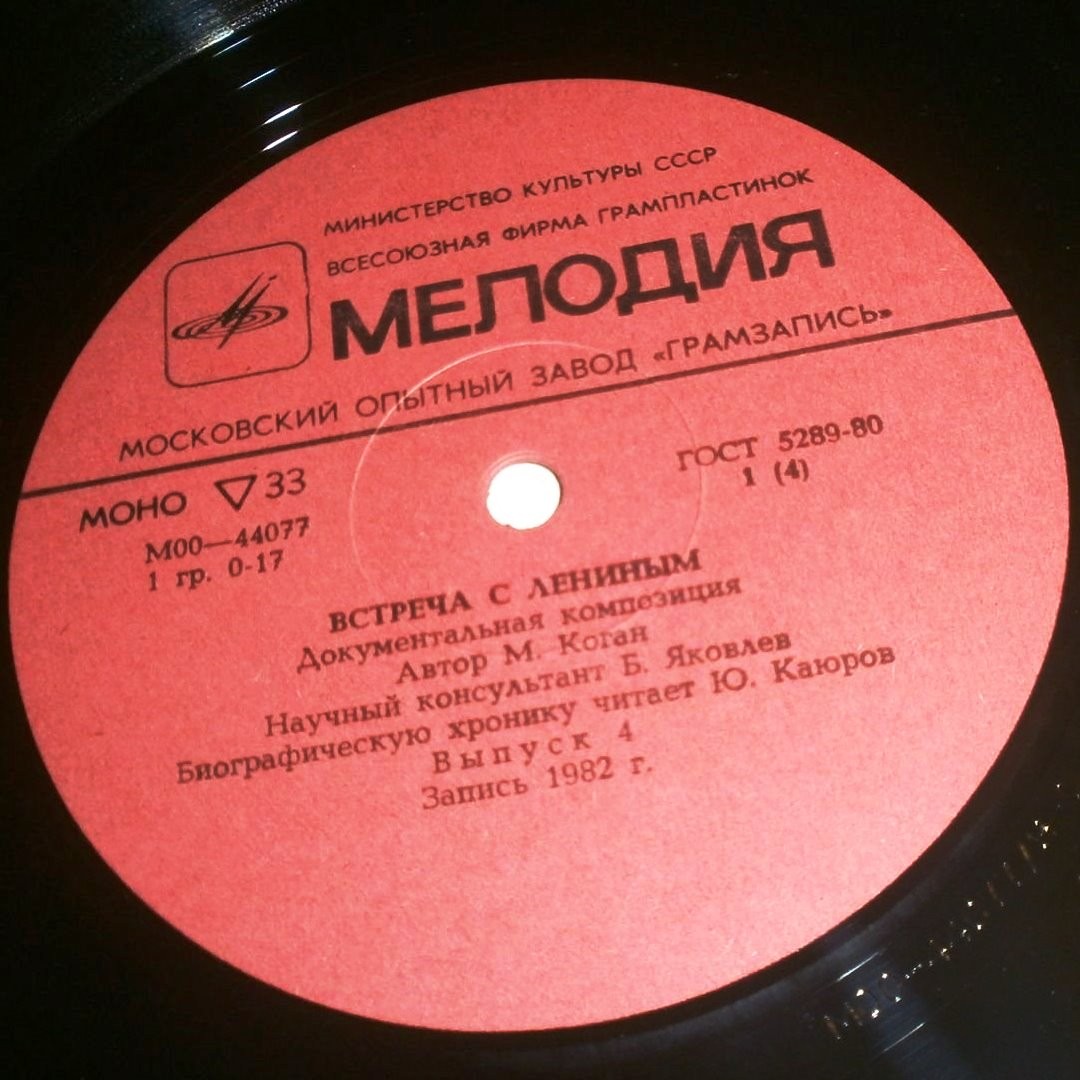 МИНИСТЕРСТВО КУЛЬТУРЫ СССР
ВСЕСОЮЗНАЯ ФИРМА ГРАМПЛАСТИНОК
МЕЛОДИЯ
МОСКОВСКИЙ ОПЫТНЫЙ ЗАВОД «ГРАМЗАПИСЬ»
МОНО 33
ГОСТ 5289-80
М00—44077
1 (4)
1 гр. 0-17
ВСТРЕЧА С ЛЕНИНЫМ
Документальная композиция
Автор М. Коган
Научный консультант Б. Яковлев
Биографическую хронику читает Ю. Каюров
Выпуск 4
Запись 1982 г.